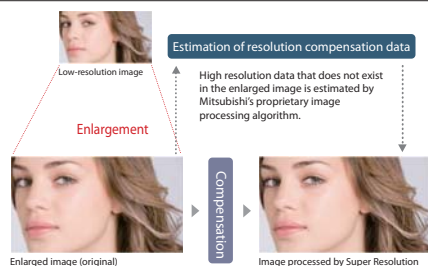 Estimation of resolution compensation data
Low-resolution image
High resolution data that does not exist
in the enlarged image is estimated by
Mitsubishi's proprietary image
processing algorithm.
Enlargement
Compensation
Enlarged image (original)
Image processed by Super Resolution